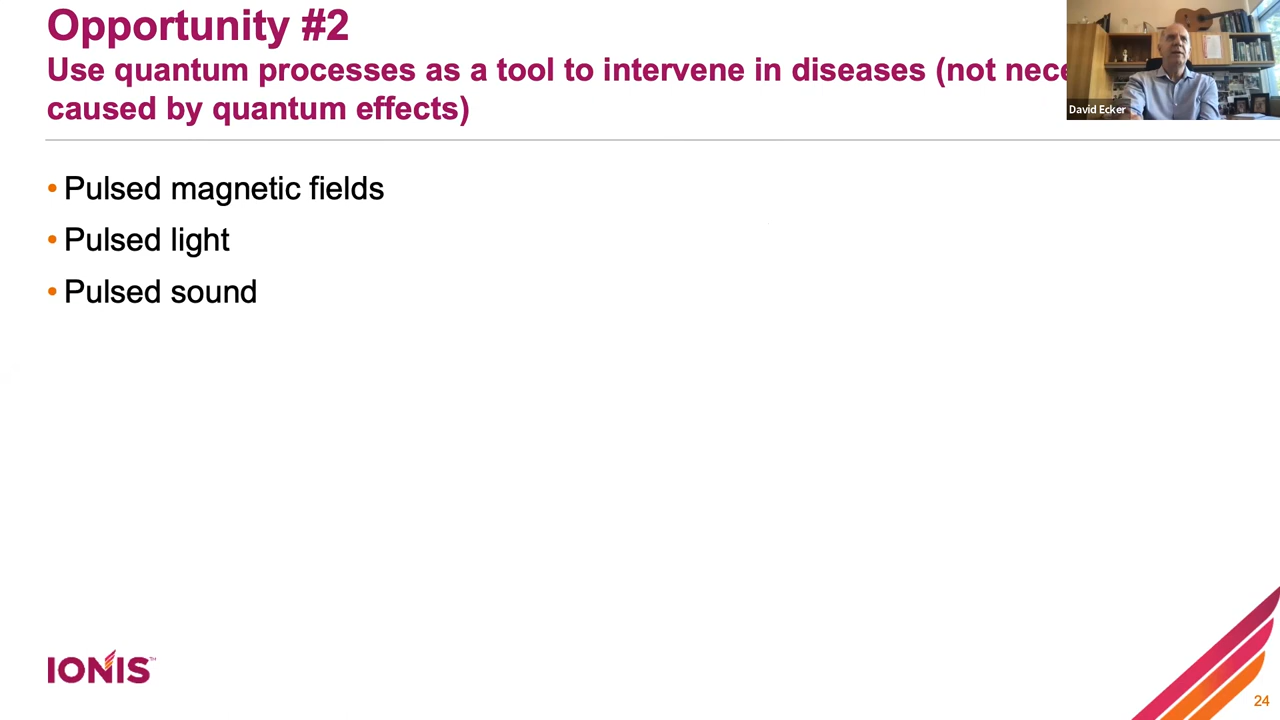 Opportunity #2
Use quantum processes as a tool to intervene in diseases (not
caused by quantum effects)
David Ecker
• Pulsed magnetic fields
• Pulsed light
• Pulsed sound
IONIS
24